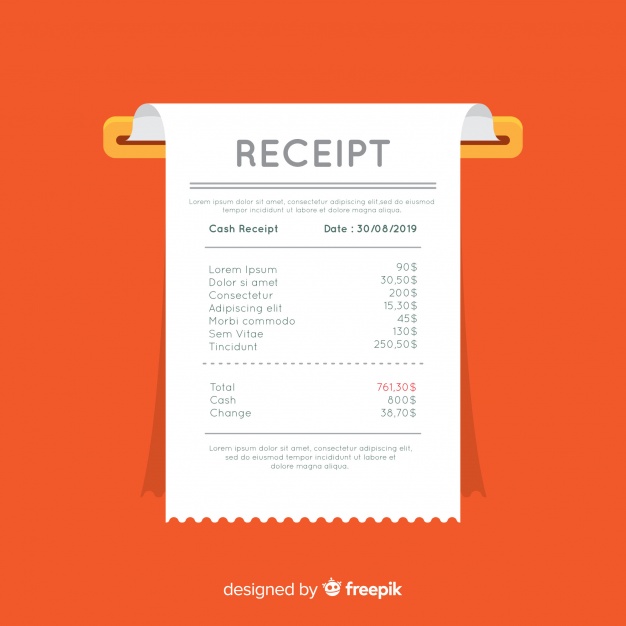 RECEIPT
Lorem ipsum dolor sit amet, consectetur adipiscing elit, sed do eiusmod
tempor incididunt ut labore et dolore magna aliqua.
Cash Receipt Date : 30/08/2019
Lorem Ipsum 90$
Dolor si amet 30,50$
Consectetur 200$
Adipiscing elit 15,30$
Morbi commodo 45$
Sem Vitae 130$
Tincidunt 250,50$
Total 761,30$
Cash 800$
Change 38,70$
Lorem ipsum dolor sit amet, consectetur adipiscing
elit, sed do eiusmod tempor incididunt ut labore et
dolore magna aliqua.
designed by freepik